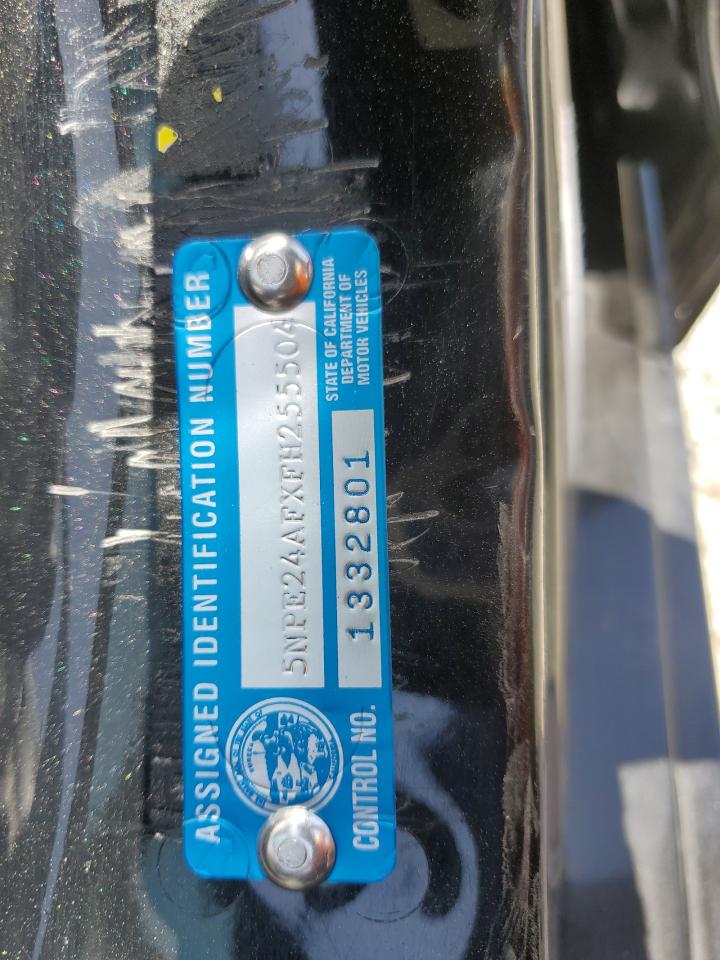 ASSIGNED IDENTIFICATION NUMBER
5NPE24AFXFH255504
STATE OF CALIFORNIA
DEPARTMENT OF
MOTOR VEHICLES
CONTROL NO. 1332801